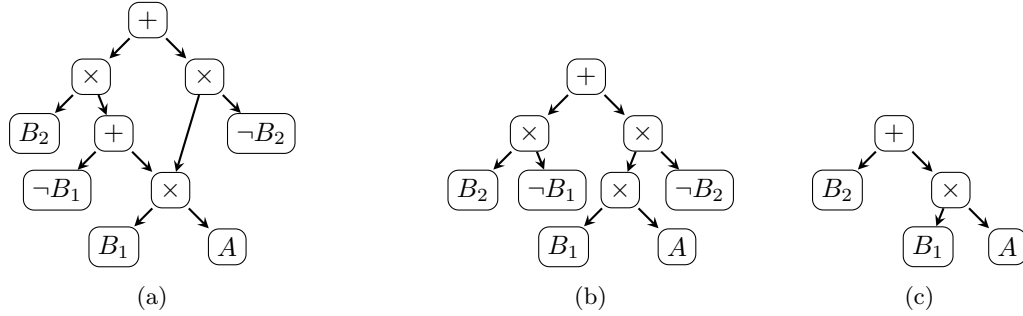 +
× ×
+
× ×
B₂ + ¬B₂
× ×
+
¬B₁ ×
B₂ ¬B₁ × ¬B₂
B₂ ×
B₁ A
B₁ A
B₁ A
(a)
(b)
(c)